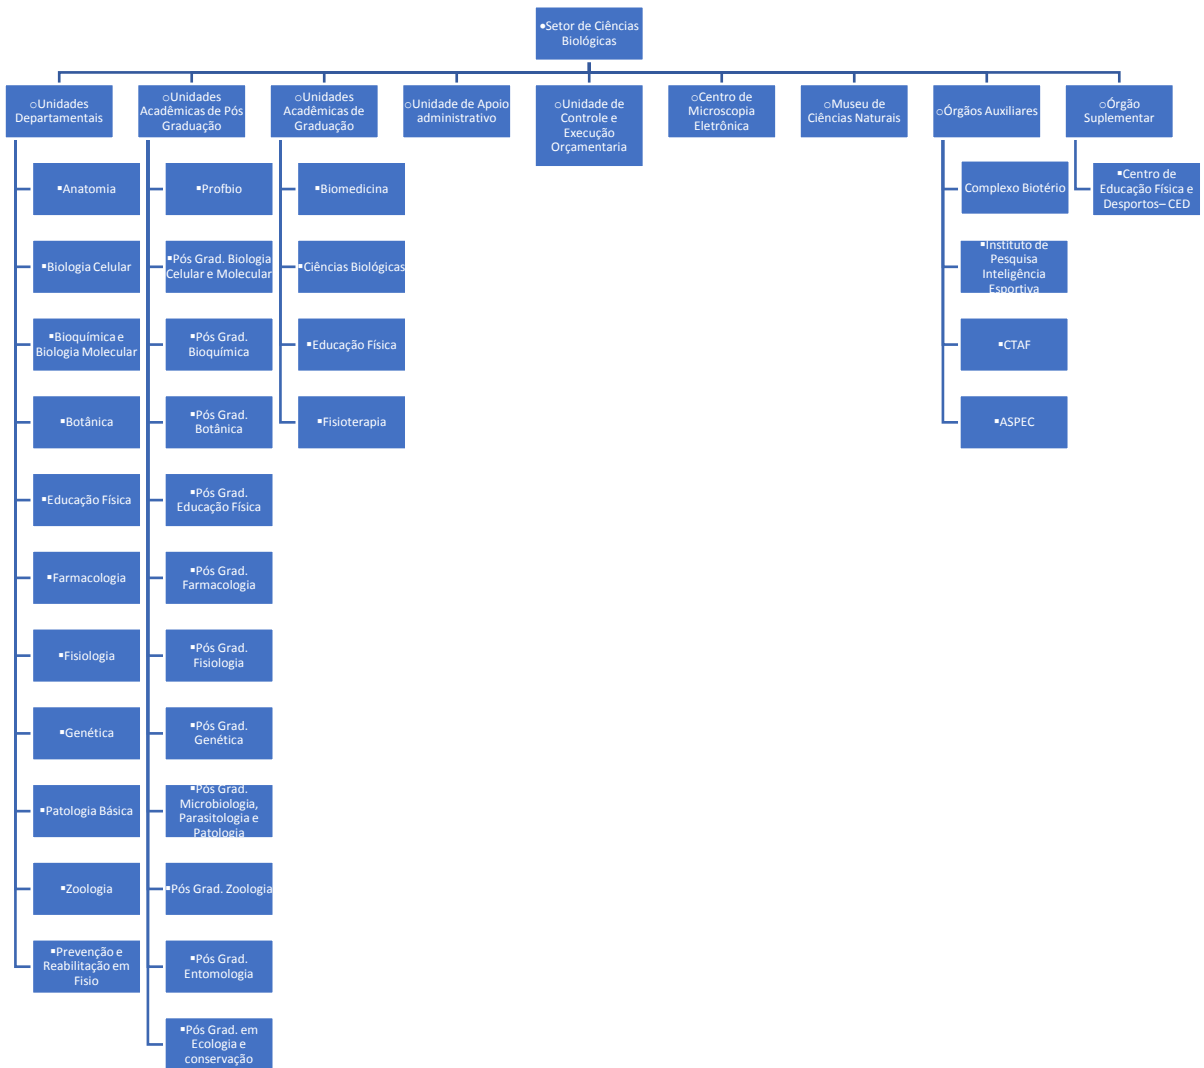 •Setor de Ciências
Biológicas
○Unidades
Departamentais
○Unidades
Acadêmicas de Pós
Graduação
○Unidades
Acadêmicas de
Graduação
○Unidade de Apoio
administrativo
○Unidade de
Controle e
Execução
Orçamentaria
○Centro de
Microscopia
Eletrônica
○Museu de
Ciências Naturais
○Órgãos Auxiliares
○Órgão
Suplementar
▪Anatomia
▪Biologia Celular
▪Bioquímica e
Biologia Molecular
▪Botânica
▪Educação Física
▪Farmacologia
▪Fisiologia
▪Genética
▪Patologia Básica
▪Zoologia
▪Prevenção e
Reabilitação em
Fisio
▪Profbio
▪Pós Grad. Biologia
Celular e Molecular
▪Pós Grad.
Bioquímica
▪Pós Grad.
Botânica
▪Pós Grad.
Educação Física
▪Pós Grad.
Farmacologia
▪Pós Grad.
Fisiologia
▪Pós Grad.
Genética
▪Pós Grad.
Microbiologia,
Parasitologia e
Patologia
▪Pós Grad. Zoologia
▪Pós Grad.
Entomologia
▪Pós Grad. em
Ecologia e
conservação
▪Biomedicina
▪Ciências Biológicas
▪Educação Física
▪Fisioterapia
Complexo Biotério
▪Instituto de
Pesquisa
Inteligência
Esportiva
▪CTAF
▪ASPEC
▪Centro de
Educação Física e
Desportos– CED